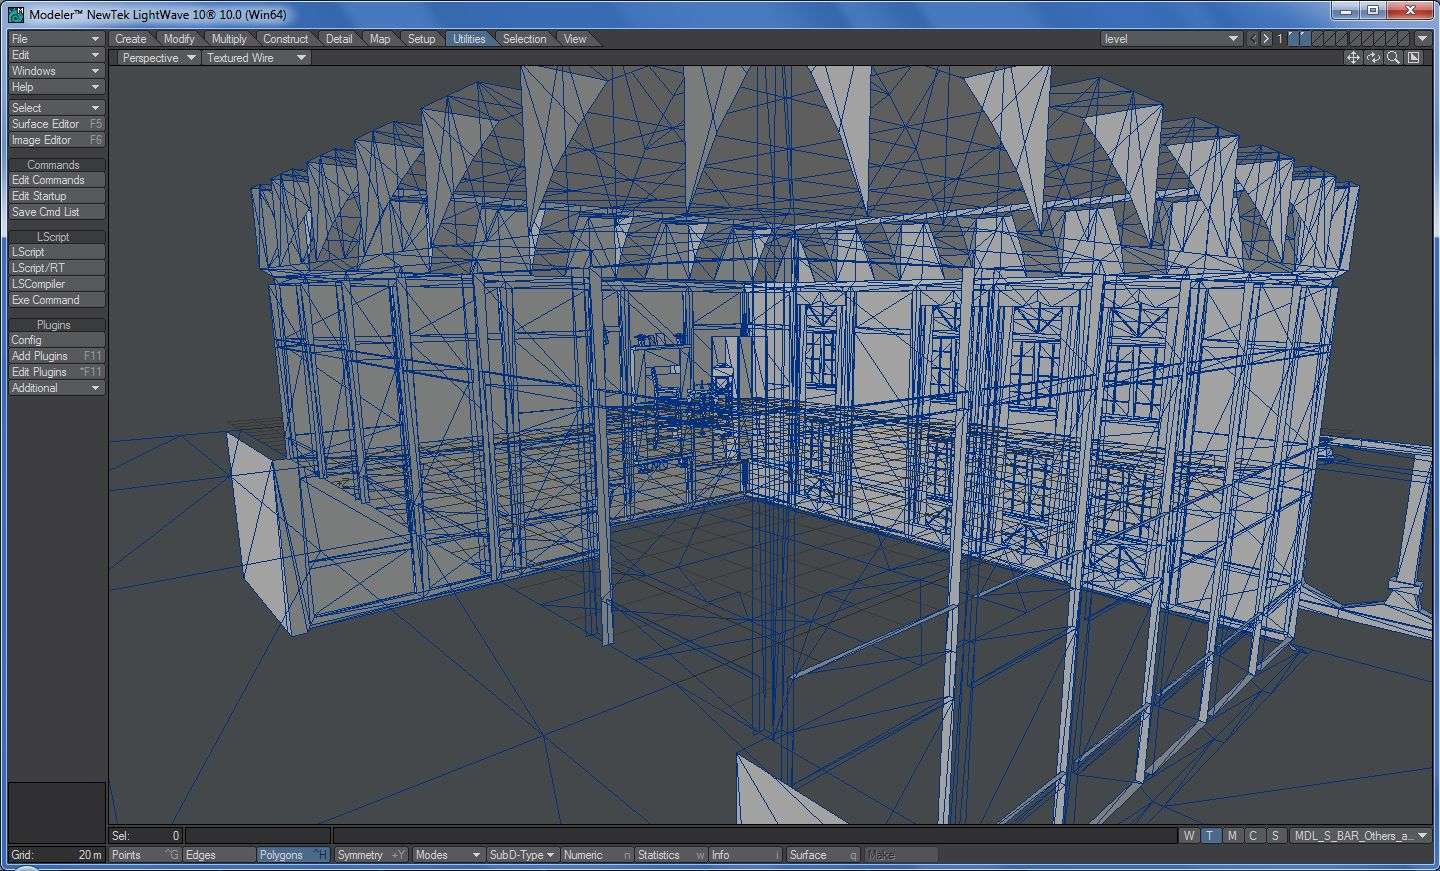 Modeler™ NewTek LightWave 10® 10.0 (Win64)
File Create Modify Multiply Construct Detail Map Setup Utilities Selection View level 1
Edit Perspective Textured Wire
Windows
Help
Select
Surface Editor F5
Image Editor F6
Commands
Edit Commands
Edit Startup
Save Cmd List
LScript
LScript
LScript/RT
LSCompiler
Exe Command
Plugins
Config
Add Plugins F11
Edit Plugins ^F11
Additional
Sel: 0 W T M C S MDL_S_BAR_Others_a...
Grid: 20 m Points ^G Edges Polygons ^H Symmetry +Y Modes SubD-Type Numeric n Statistics w Info i Surface q Make